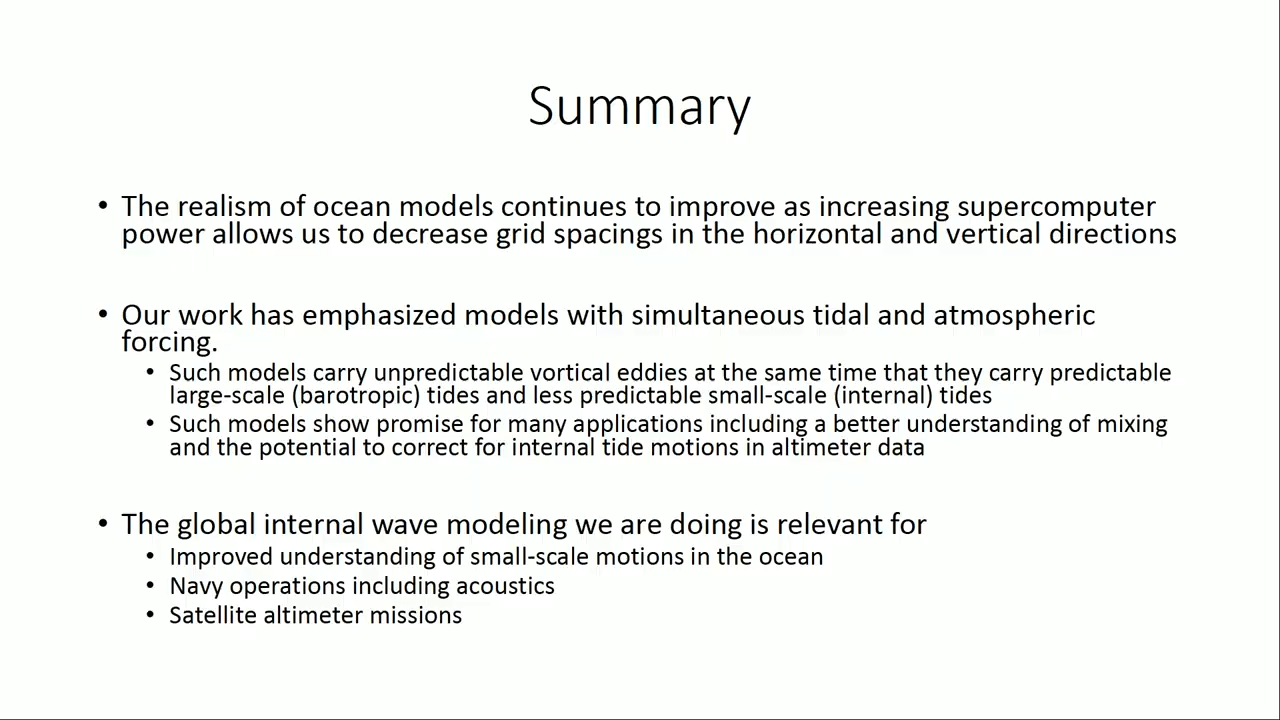 Summary
• The realism of ocean models continues to improve as increasing supercomputer
power allows us to decrease grid spacings in the horizontal and vertical directions
• Our work has emphasized models with simultaneous tidal and atmospheric
forcing.
• Such models carry unpredictable vortical eddies at the same time that they carry predictable
large-scale (barotropic) tides and less predictable small-scale (internal) tides
• Such models show promise for many applications including a better understanding of mixing
and the potential to correct for internal tide motions in altimeter data
• The global internal wave modeling we are doing is relevant for
• Improved understanding of small-scale motions in the ocean
• Navy operations including acoustics
• Satellite altimeter missions